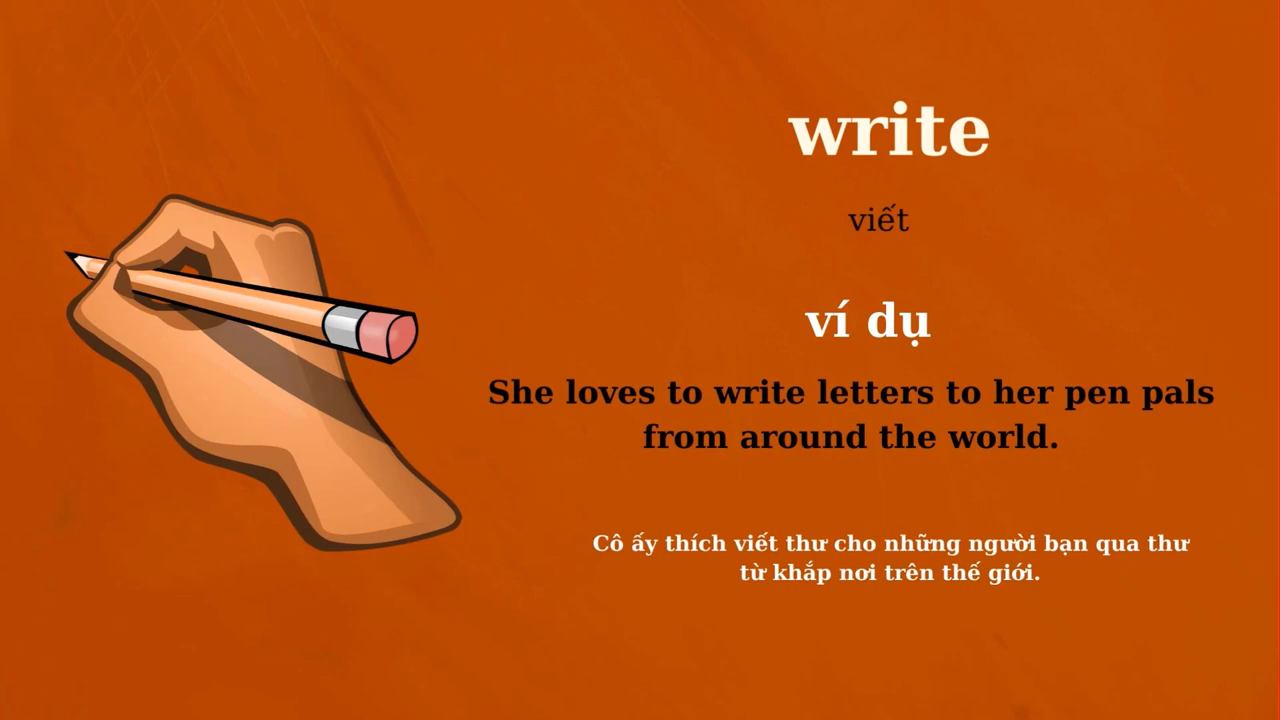 write
viết
ví dụ
She loves to write letters to her pen pals
from around the world.
Cô ấy thích viết thư cho những người bạn qua thư
từ khắp nơi trên thế giới.